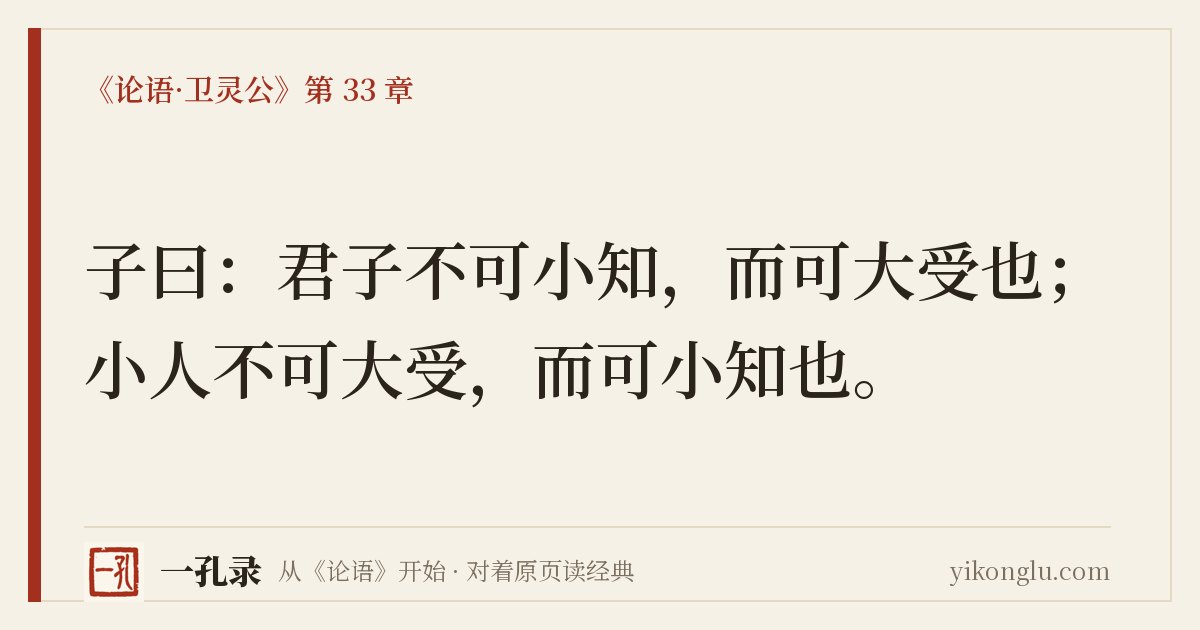 《论语·卫灵公》第 33 章
子曰：君子不可小知，而可大受也；
小人不可大受，而可小知也。
一孔
一孔录 从《论语》开始 · 对着原页读经典 yikonglu.com